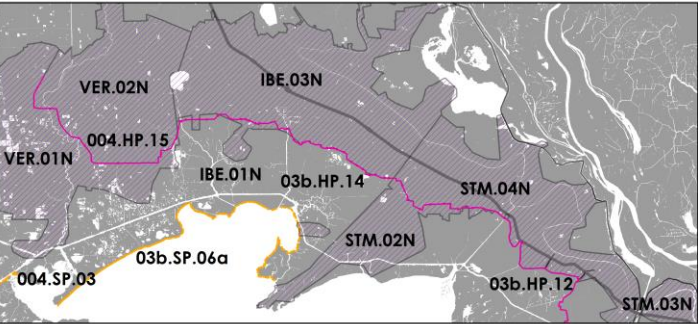 VER.02N
IBE.03N
004.HP.15
VER.01N
IBE.01N
03b.HP.14
STM.04N
STM.02N
03b.SP.06a
004.SP.03
03b.HP.12
STM.03N